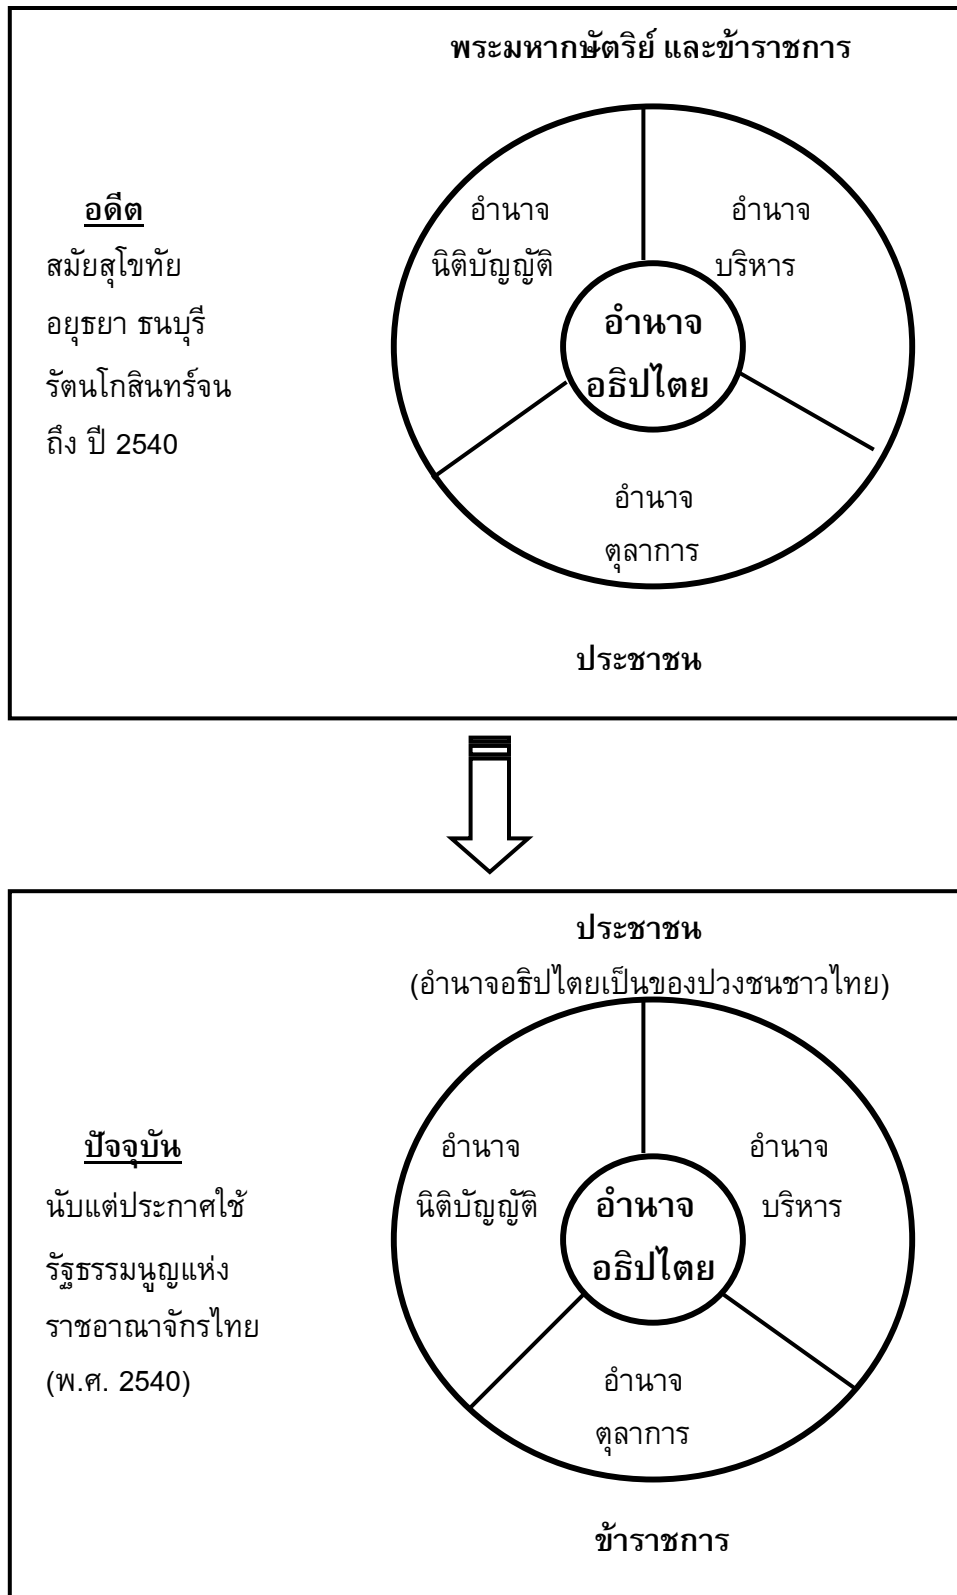 พระมหากษัตริย์ และข้าราชการ
อดีต
สมัยสุโขทัย
อยุธยา ธนบุรี
รัตนโกสินทร์จน
ถึง ปี 2540
อำนาจ
นิติบัญญัติ
อำนาจ
บริหาร
อำนาจ
อธิปไตย
อำนาจ
ตุลาการ
ประชาชน
ประชาชน
(อำนาจอธิปไตยเป็นของปวงชนชาวไทย)
ปัจจุบัน
นับแต่ประกาศใช้
รัฐธรรมนูญแห่ง
ราชอาณาจักรไทย
(พ.ศ. 2540)
อำนาจ
นิติบัญญัติ
อำนาจ
บริหาร
อำนาจ
อธิปไตย
อำนาจ
ตุลาการ
ข้าราชการ